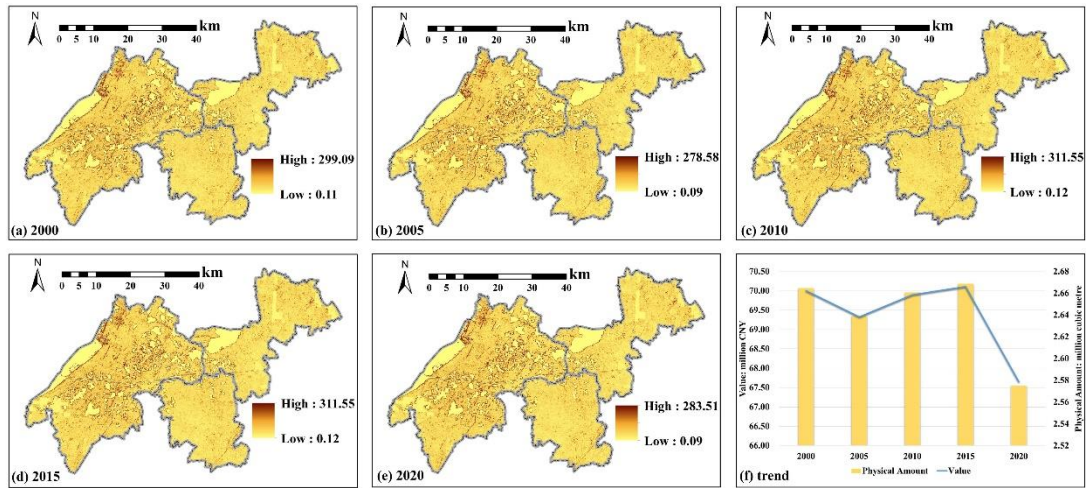 N
km
0 5 10 20 30 40
High : 299.09
Low : 0.11
(a) 2000
N
km
0 5 10 20 30 40
High : 278.58
Low : 0.09
(b) 2005
N
km
0 5 10 20 30 40
High : 311.55
Low : 0.12
(c) 2010
N
km
0 5 10 20 30 40
High : 311.55
Low : 0.12
(d) 2015
N
km
0 5 10 20 30 40
High : 283.51
Low : 0.09
(e) 2020
Value: million CNY
70.50
70.00
69.50
69.00
68.50
68.00
67.50
67.00
66.50
66.00
2.68
2.66
2.64
2.62
2.60
2.58
2.56
2.54
2.52
Physical Amount: million cubic metre
2000 2005 2010 2015 2020
Physical Amount Value
(f) trend